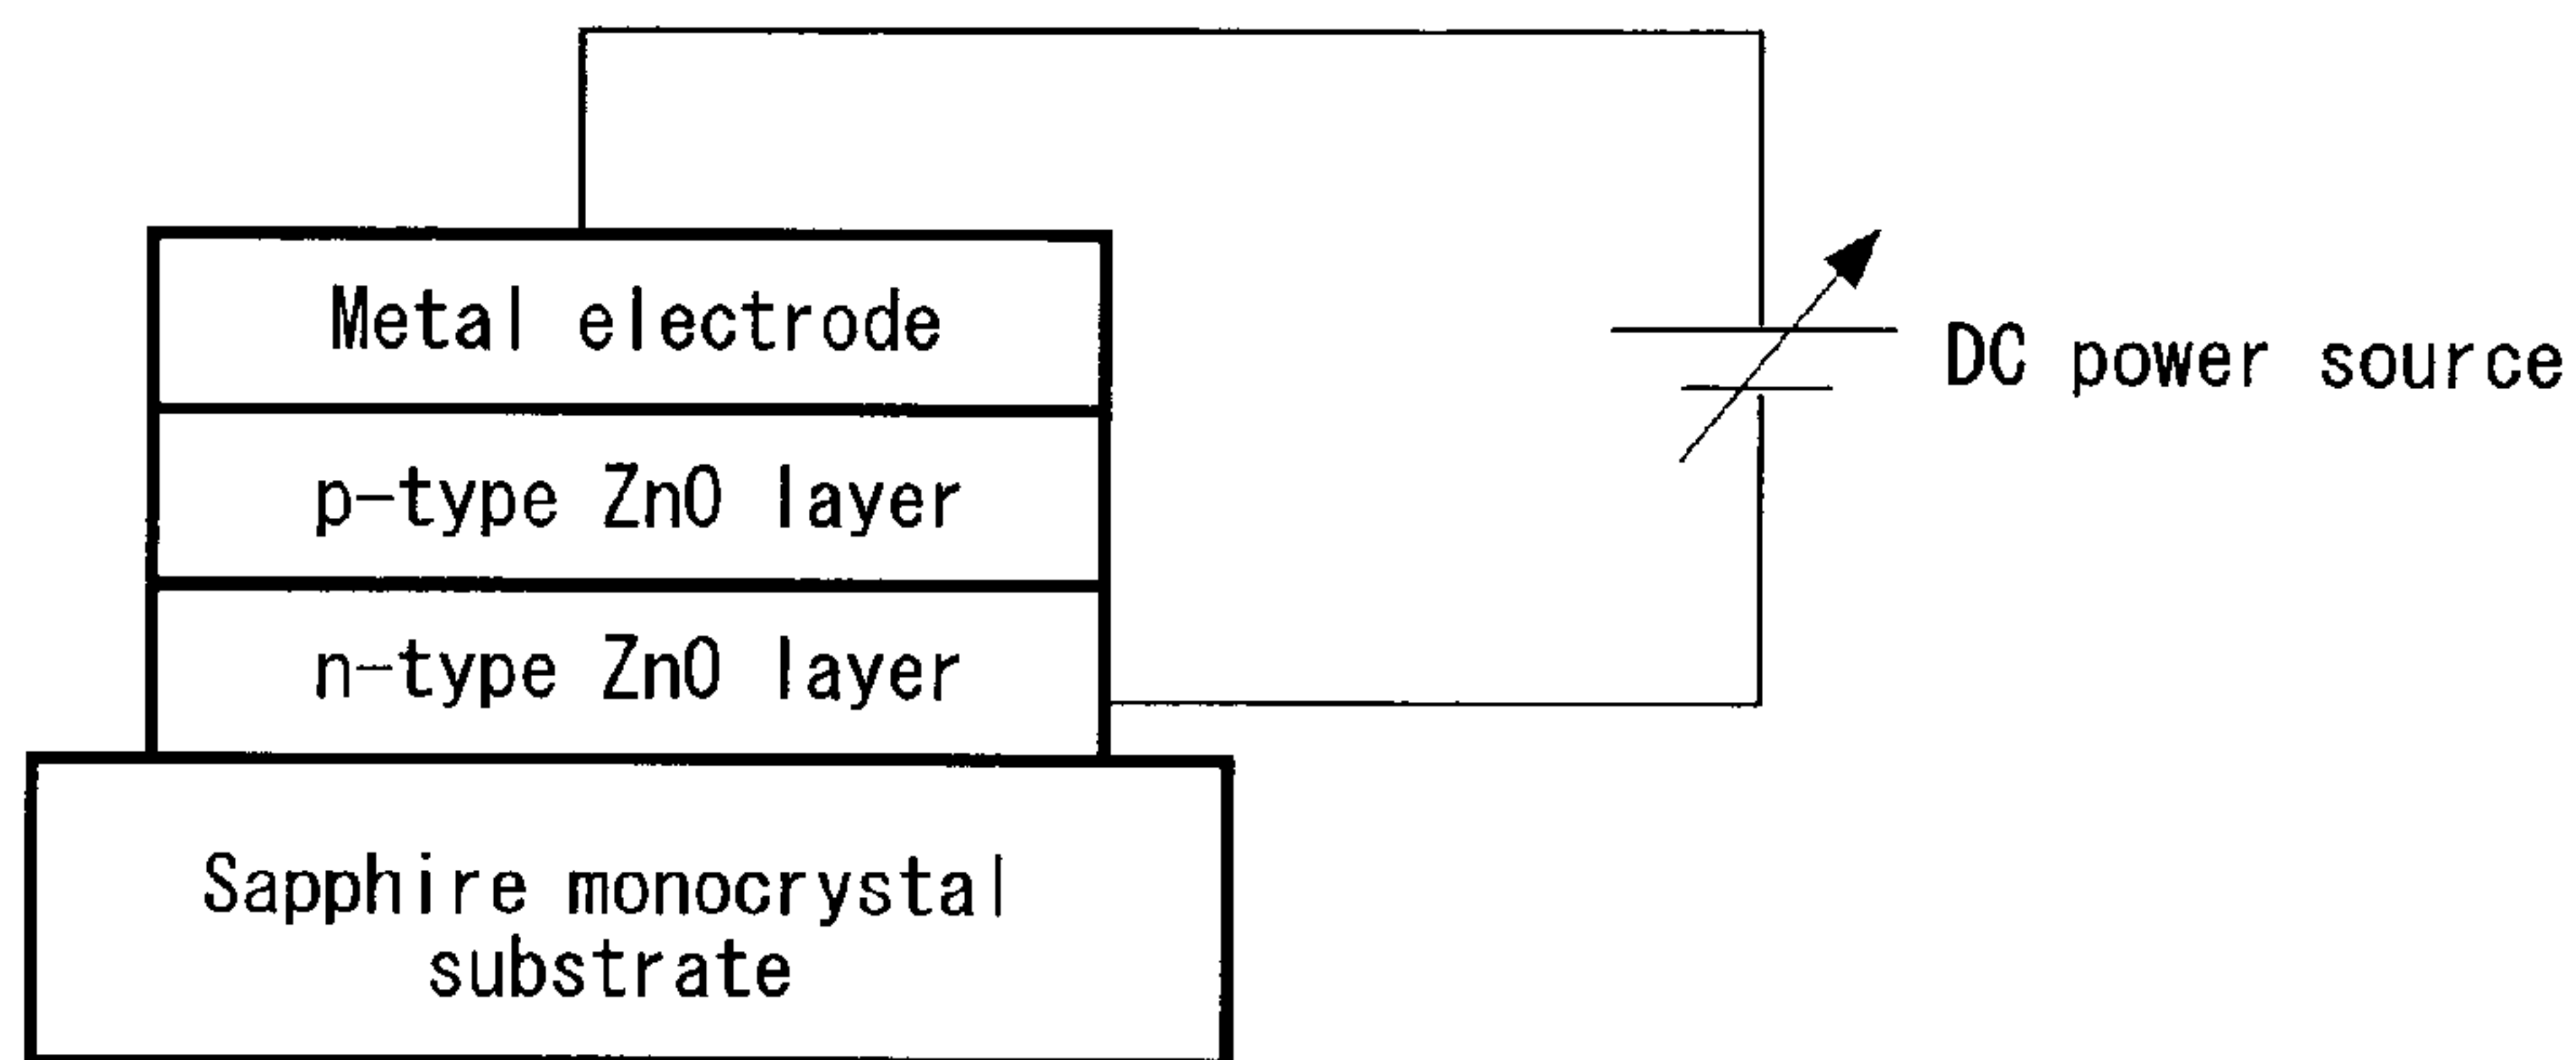 Metal electrode
DC power source
p-type ZnO layer
n-type ZnO layer
Sapphire monocrystal
substrate